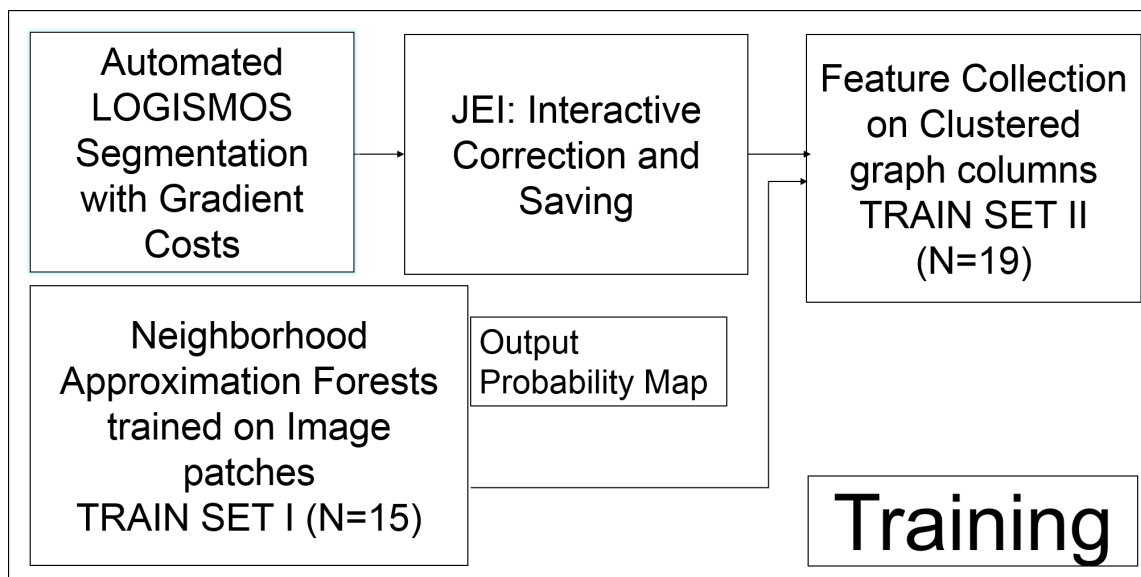 Automated
LOGISMOS
Segmentation
with Gradient
Costs
JEI: Interactive
Correction and
Saving
Feature Collection
on Clustered
graph columns
TRAIN SET II
(N=19)
Neighborhood
Approximation Forests
trained on Image
patches
TRAIN SET I (N=15)
Output
Probability Map
Training